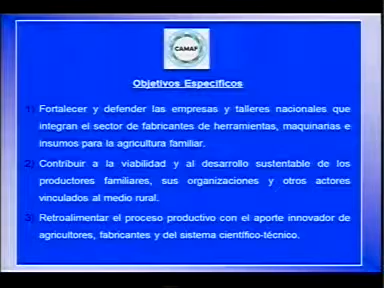 CAMAF
Objetivos Específicos
1) Fortalecer y defender las empresas y talleres nacionales que
integran el sector de fabricantes de herramientas, maquinarias e
insumos para la agricultura familiar.
2) Contribuir a la viabilidad y al desarrollo sustentable de los
productores familiares, sus organizaciones y otros actores
vinculados al medio rural.
3) Retroalimentar el proceso productivo con el aporte innovador de
agricultores, fabricantes y del sistema científico-técnico.